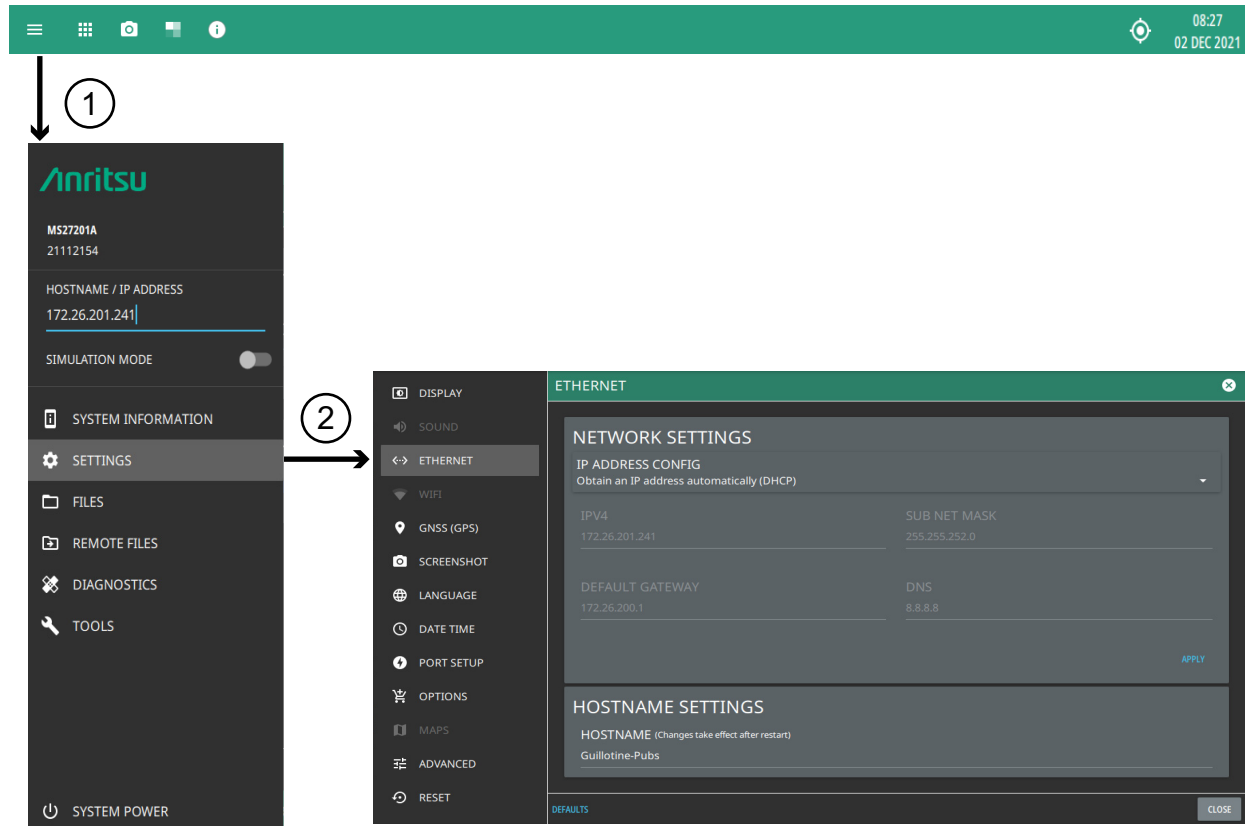 08:27
02 DEC 2021
1
Anritsu
MS27201A
21112154
HOSTNAME / IP ADDRESS
172.26.201.241
SIMULATION MODE
SYSTEM INFORMATION
SETTINGS
FILES
REMOTE FILES
DIAGNOSTICS
TOOLS
SYSTEM POWER
2
DISPLAY
SOUND
ETHERNET
WIFI
GNSS (GPS)
SCREENSHOT
LANGUAGE
DATE TIME
PORT SETUP
OPTIONS
MAPS
ADVANCED
RESET
ETHERNET
NETWORK SETTINGS
IP ADDRESS CONFIG
Obtain an IP address automatically (DHCP)
IPV4 SUB NET MASK
172.26.201.241 255.255.252.0
DEFAULT GATEWAY DNS
172.26.200.1 8.8.8.8
APPLY
HOSTNAME SETTINGS
HOSTNAME (Changes take effect after restart)
Guillotine-Pubs
DEFAULTS CLOSE